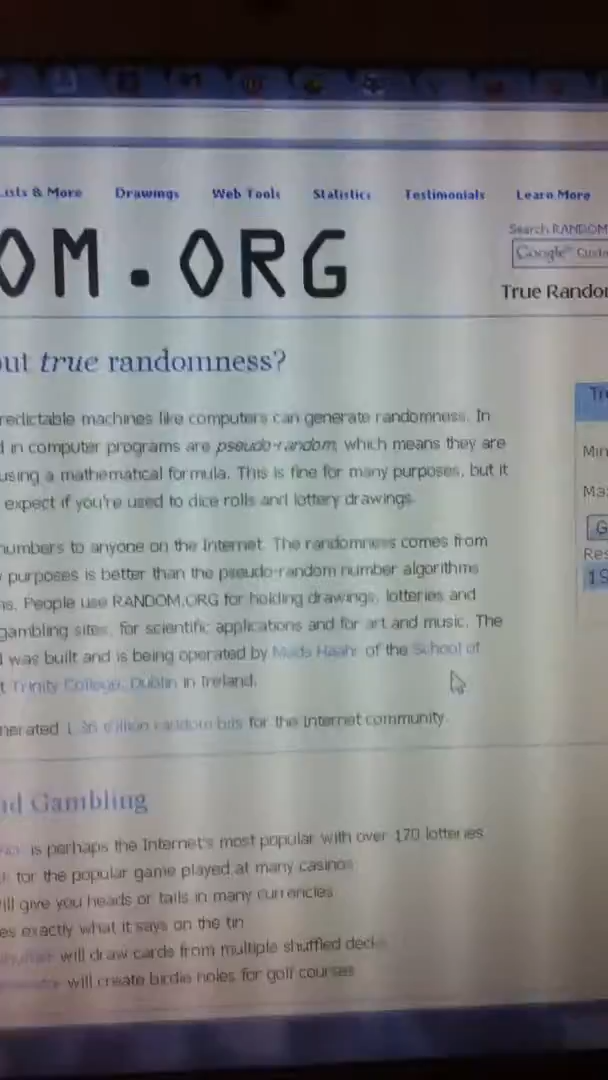 Lists & More Drawings Web Tools Statistics Testimonials Learn More
OM.ORG
Search RANDOM
Google Custo
True Random
out true randomness?
redictable machines like computers can generate randomness. In
d in computer programs are pseudo-random, which means they are
using a mathematical formula. This is fine for many purposes, but it
expect if you're used to dice rolls and lottery drawings.
numbers to anyone on the Internet. The randomness comes from
purposes is better than the pseudo-random number algorithms
ms. People use RANDOM.ORG for holding drawings, lotteries and
gambling sites, for scientific applications and for art and music. The
was built and is being operated by Mads Haahr of the School of
t Trinity College, Dublin in Ireland.
nerated 1.36 trillion random bits for the Internet community.
nd Gambling
is perhaps the Internet's most popular with over 170 lotteries
for the popular game played at many casinos
ill give you heads or tails in many currencies
es exactly what it says on the tin
will draw cards from multiple shuffled decks
will create birdie holes for golf courses
Tr
Min
Ma
G
Res
19